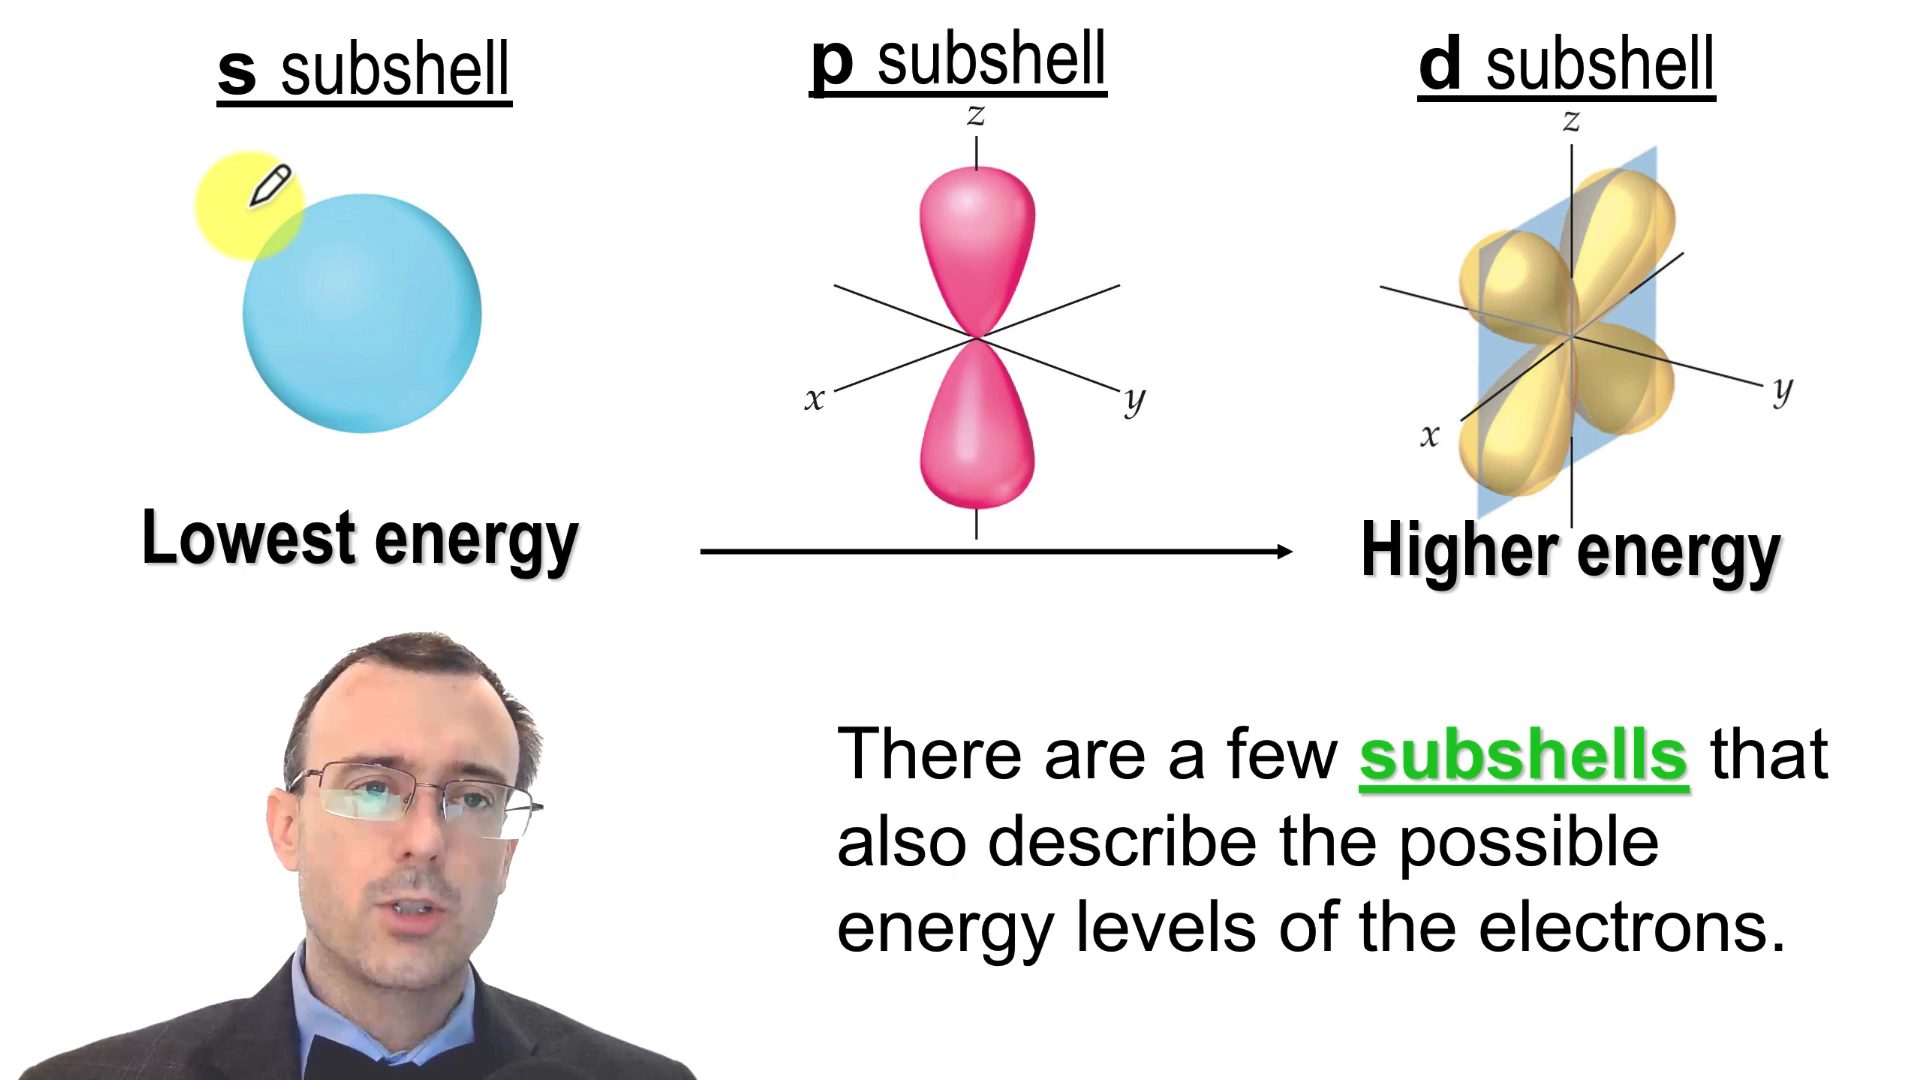 s subshell
p subshell
d subshell
z
z
x
y
x
y
Lowest energy
Higher energy
There are a few subshells that
also describe the possible
energy levels of the electrons.